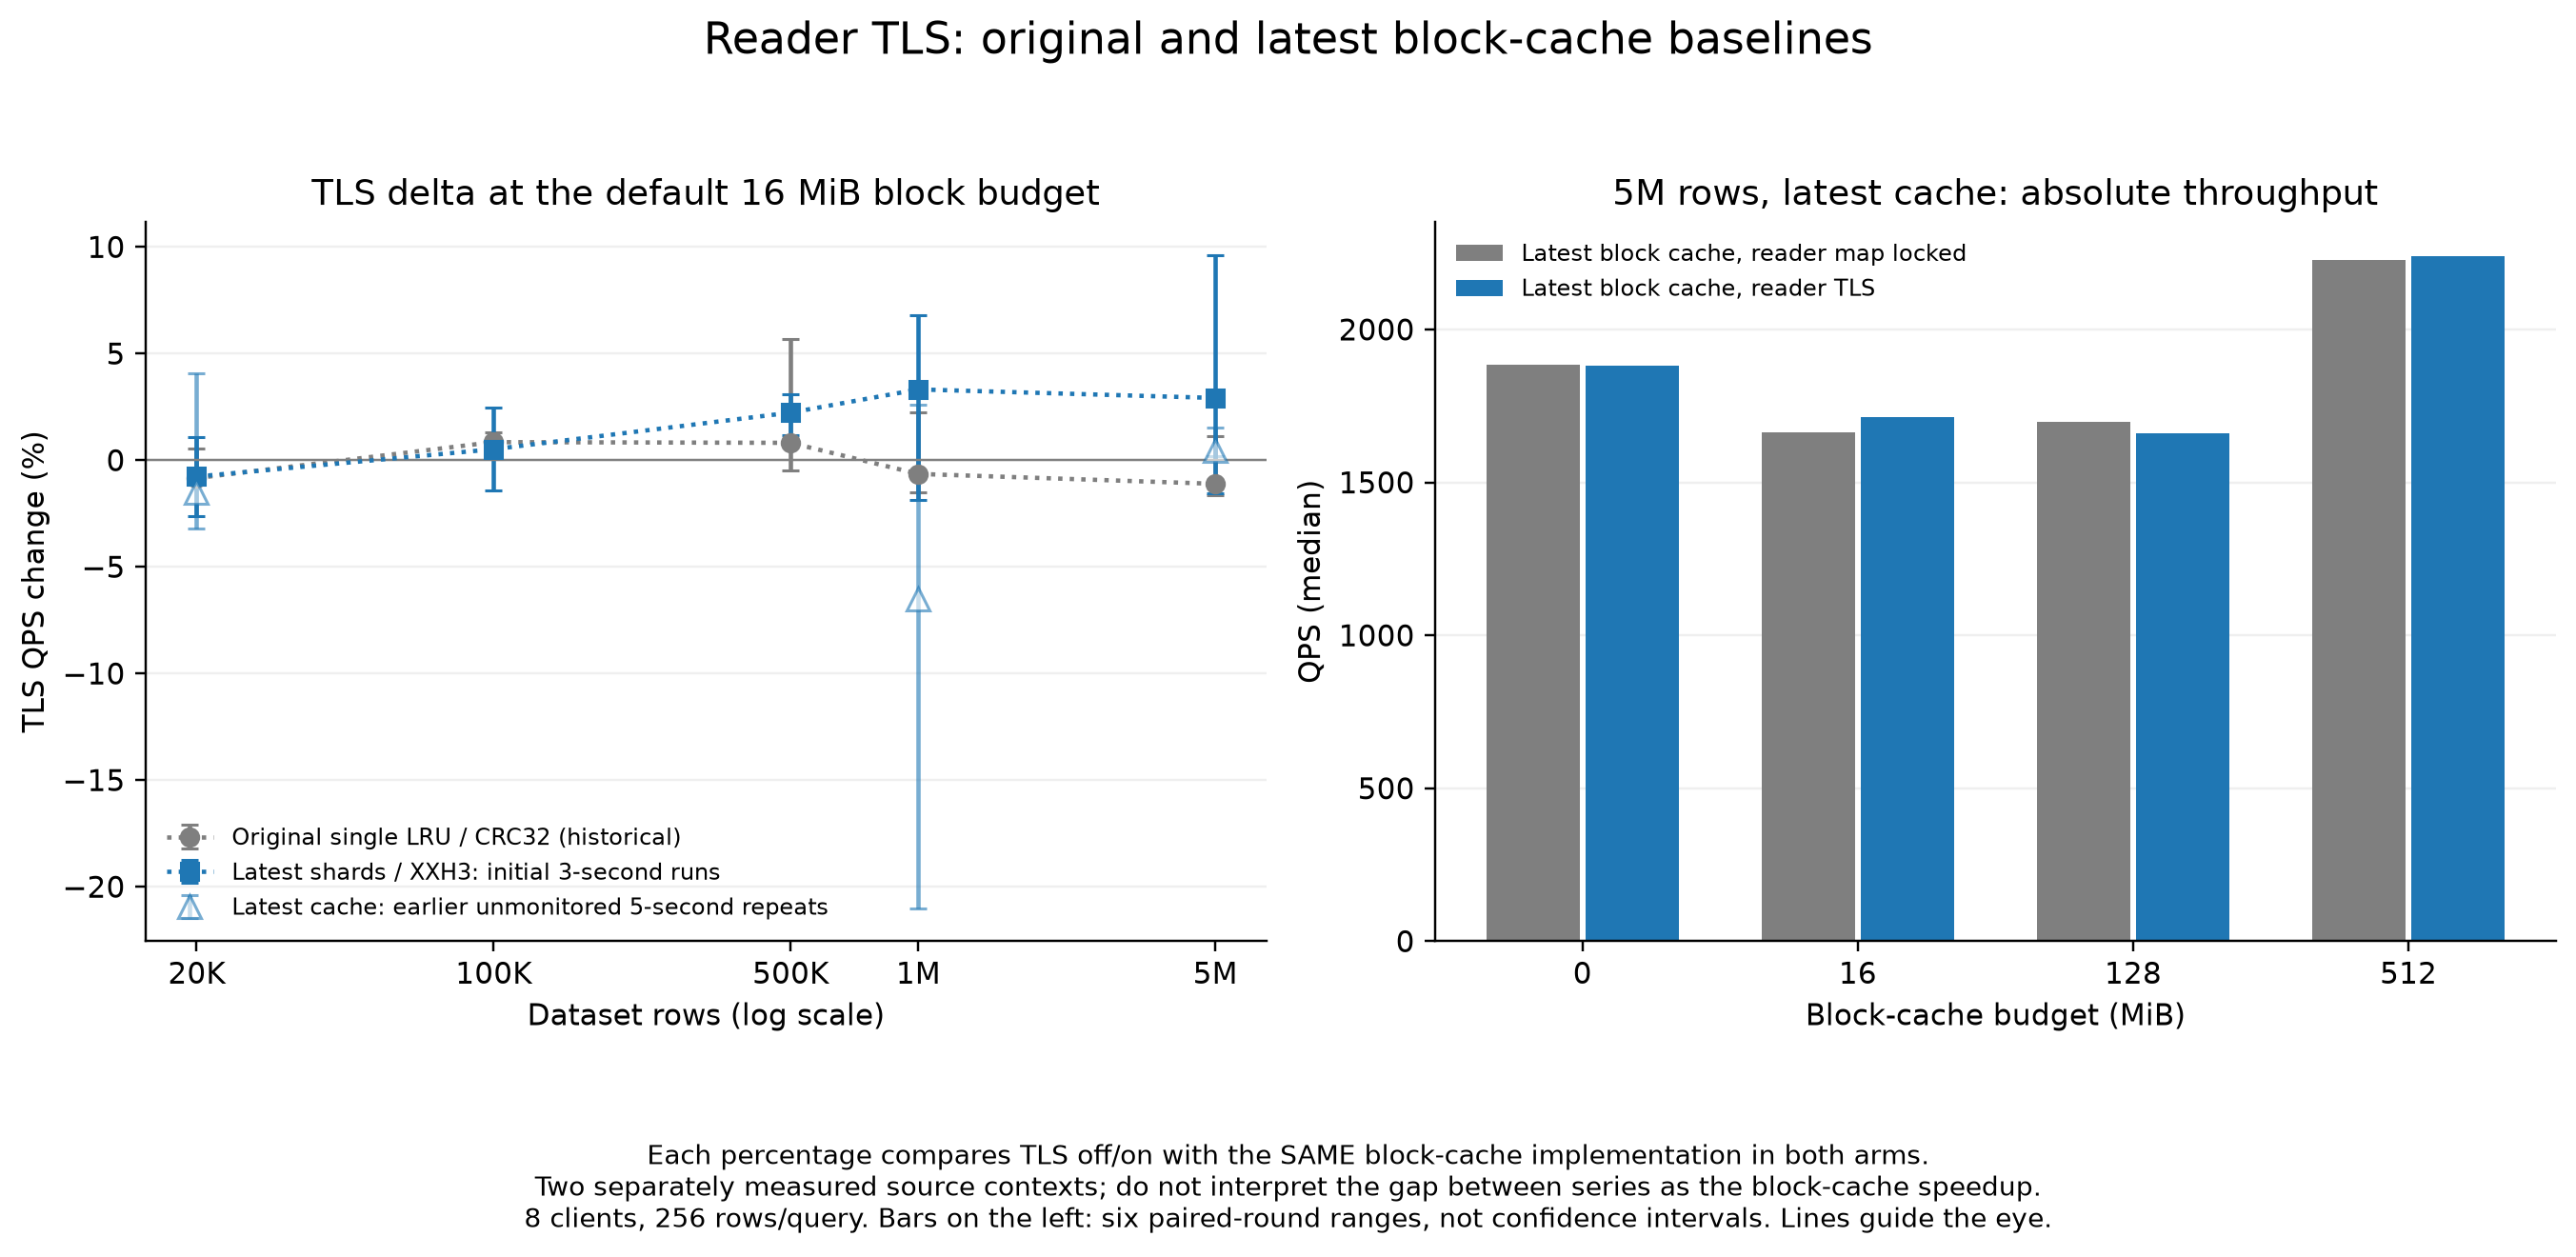 Reader TLS: original and latest block-cache baselines
TLS delta at the default 16 MiB block budget
TLS QPS change (%)
10
5
0
−5
−10
−15
−20
Original single LRU / CRC32 (historical)
Latest shards / XXH3: initial 3-second runs
Latest cache: earlier unmonitored 5-second repeats
20K 100K 500K 1M 5M
Dataset rows (log scale)
5M rows, latest cache: absolute throughput
Latest block cache, reader map locked
Latest block cache, reader TLS
QPS (median)
2000
1500
1000
500
0
0 16 128 512
Block-cache budget (MiB)
Each percentage compares TLS off/on with the SAME block-cache implementation in both arms.
Two separately measured source contexts; do not interpret the gap between series as the block-cache speedup.
8 clients, 256 rows/query. Bars on the left: six paired-round ranges, not confidence intervals. Lines guide the eye.